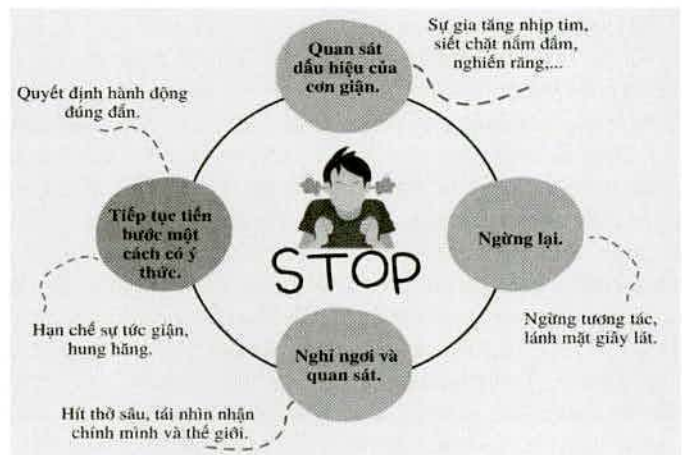 Quan sát
dấu hiệu của
cơn giận.
Sự gia tăng nhịp tim,
siết chặt nắm đấm,
nghiến răng,...
Ngừng lại.
Ngừng tương tác,
lánh mặt giây lát.
Nghỉ ngơi và
quan sát.
Hít thở sâu, tái nhìn nhận
chính mình và thế giới.
Tiếp tục tiến
bước một
cách có ý
thức.
Quyết định hành động
đúng đắn.
Hạn chế sự tức giận,
hung hăng.
STOP